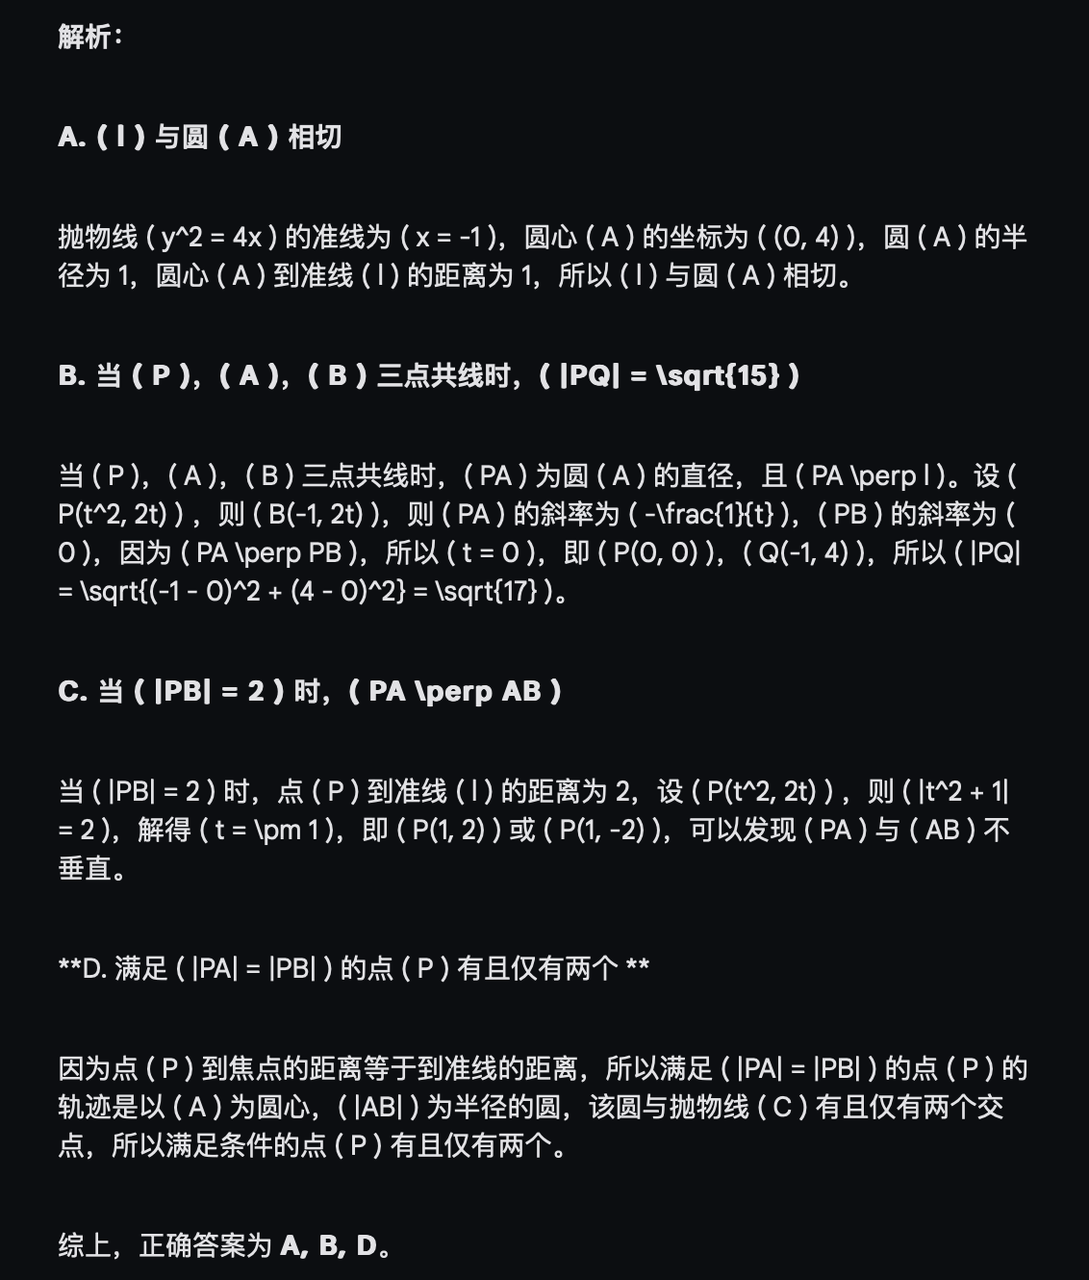 解析：
A. ( l ) 与圆 ( A ) 相切
抛物线 ( y^2 = 4x ) 的准线为 ( x = -1 )，圆心 ( A ) 的坐标为 ( (0, 4) )，圆 ( A ) 的半
径为 1，圆心 ( A ) 到准线 ( l ) 的距离为 1，所以 ( l ) 与圆 ( A ) 相切。
B. 当 ( P )，( A )，( B ) 三点共线时，( |PQ| = \sqrt{15} )
当 ( P )，( A )，( B ) 三点共线时，( PA ) 为圆 ( A ) 的直径，且 ( PA \perp l )。设 (
P(t^2, 2t) ) ，则 ( B(-1, 2t) )，则 ( PA ) 的斜率为 ( -\frac{1}{t} )，( PB ) 的斜率为 (
0 )，因为 ( PA \perp PB )，所以 ( t = 0 )，即 ( P(0, 0) )，( Q(-1, 4) )，所以 ( |PQ|
= \sqrt{(-1 - 0)^2 + (4 - 0)^2} = \sqrt{17} )。
C. 当 ( |PB| = 2 ) 时，( PA \perp AB )
当 ( |PB| = 2 ) 时，点 ( P ) 到准线 ( l ) 的距离为 2，设 ( P(t^2, 2t) ) ，则 ( |t^2 + 1|
= 2 )，解得 ( t = \pm 1 )，即 ( P(1, 2) ) 或 ( P(1, -2) )，可以发现 ( PA ) 与 ( AB ) 不
垂直。
**D. 满足 ( |PA| = |PB| ) 的点 ( P ) 有且仅有两个 **
因为点 ( P ) 到焦点的距离等于到准线的距离，所以满足 ( |PA| = |PB| ) 的点 ( P ) 的
轨迹是以 ( A ) 为圆心，( |AB| ) 为半径的圆，该圆与抛物线 ( C ) 有且仅有两个交
点，所以满足条件的点 ( P ) 有且仅有两个。
综上，正确答案为 A, B, D。